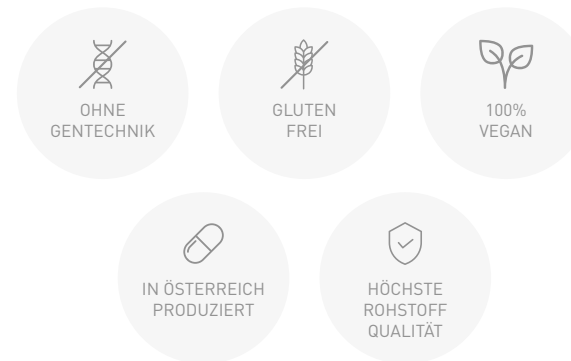 OHNE
GENTECHNIK
GLUTEN
FREI
100%
VEGAN
IN ÖSTERREICH
PRODUZIERT
HÖCHSTE
ROHSTOFF
QUALITÄT